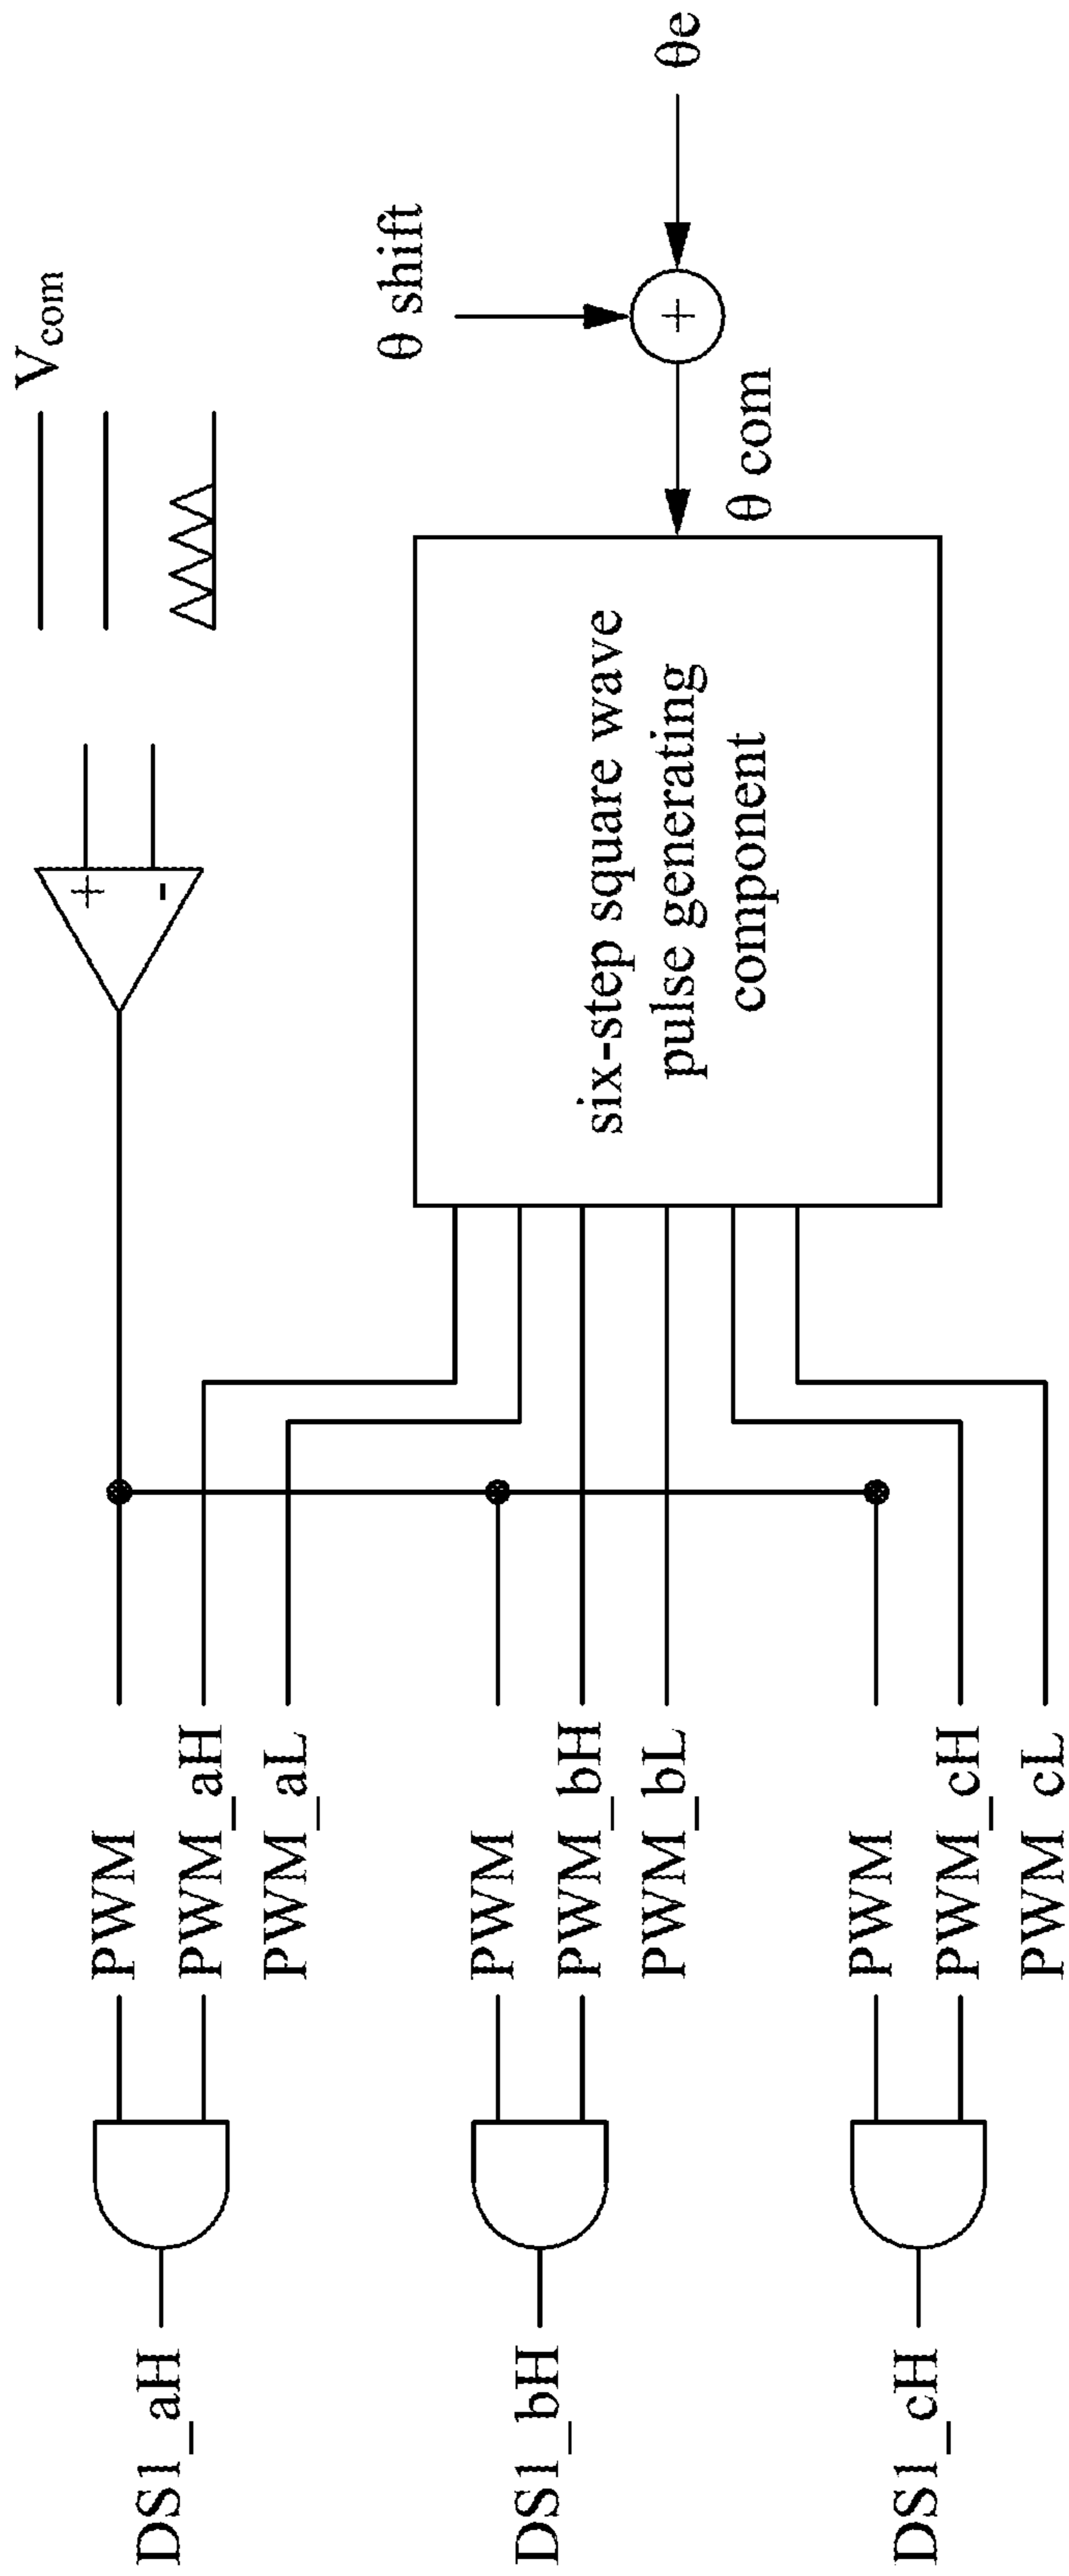 DS1_aH
PWM
PWM_aH
PWM_aL
+
-
Vcom
DS1_bH
PWM
PWM_bH
PWM_bL
six-step square wave
pulse generating
component
θ shift
+
θe
θ com
DS1_cH
PWM
PWM_cH
PWM_cL